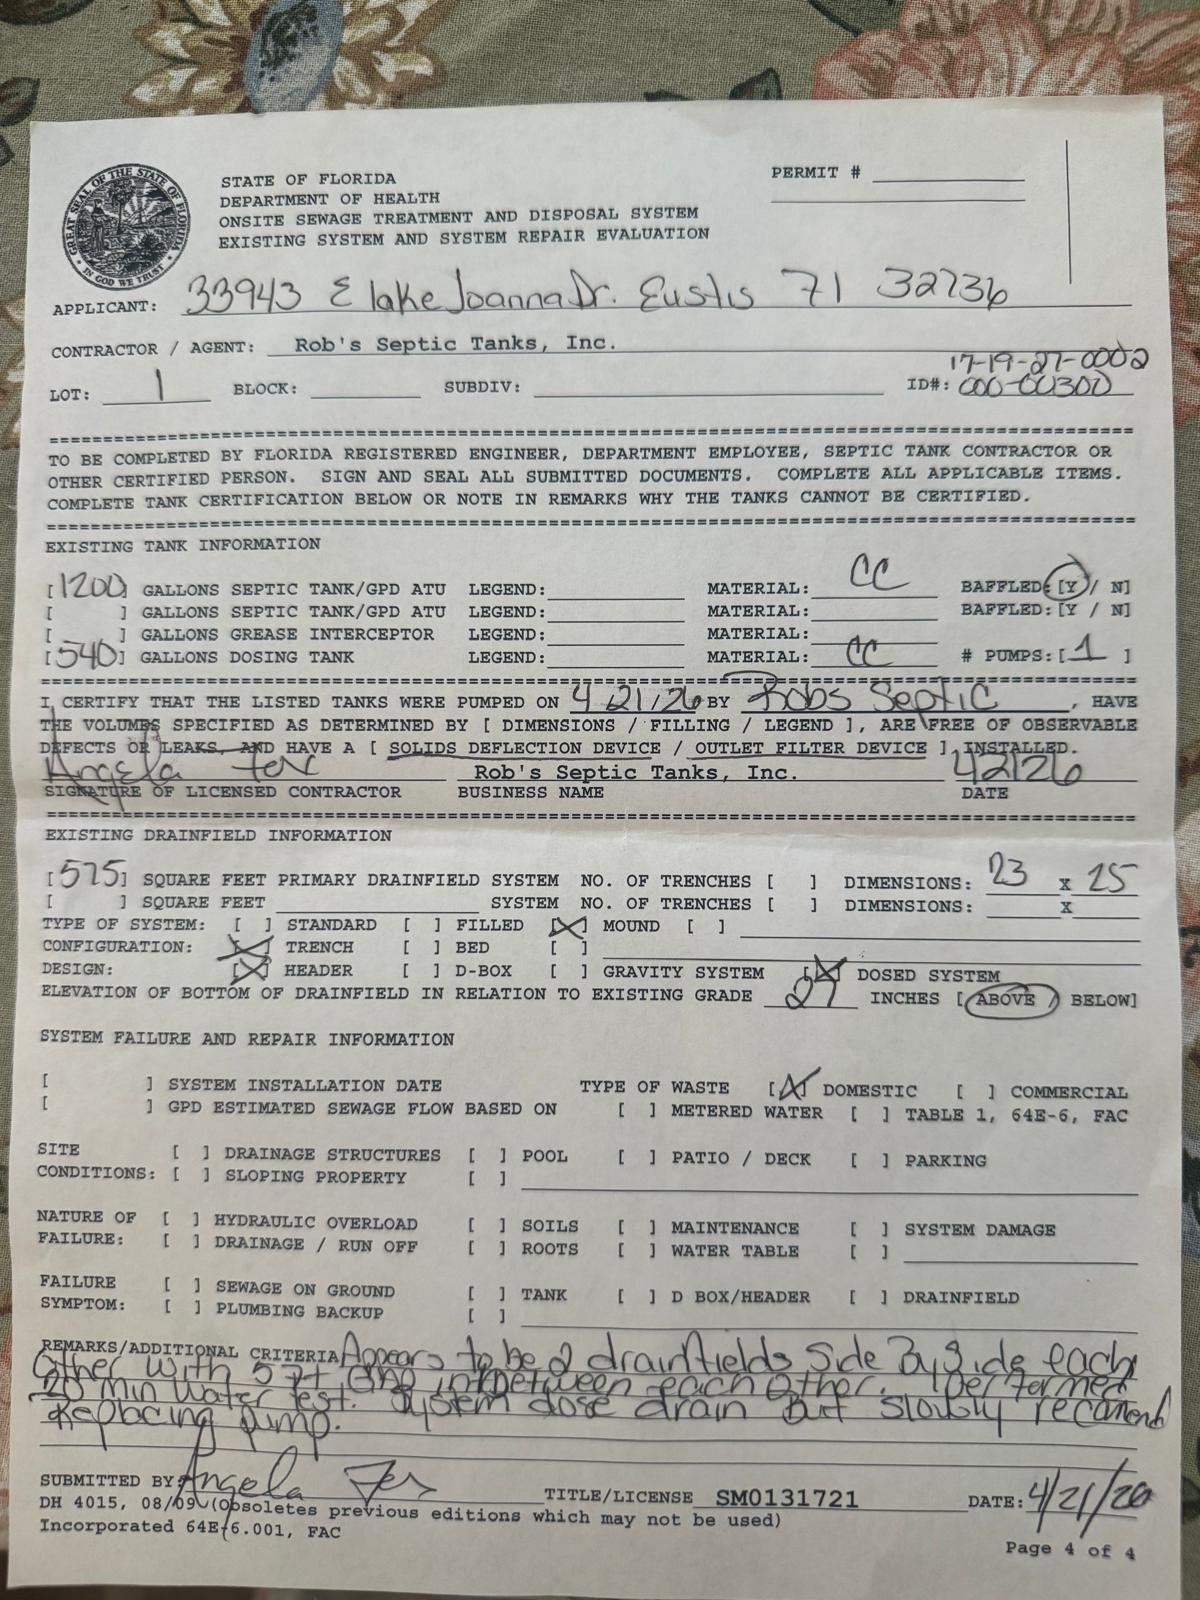 GREAT SEAL OF THE STATE OF FLORIDA
IN GOD WE TRUST
STATE OF FLORIDA
DEPARTMENT OF HEALTH
ONSITE SEWAGE TREATMENT AND DISPOSAL SYSTEM
EXISTING SYSTEM AND SYSTEM REPAIR EVALUATION
PERMIT #
APPLICANT: 33943 E lake Joanna Dr. Eustis Fl 32736
CONTRACTOR / AGENT: Rob's Septic Tanks, Inc.
17-19-27-0002
LOT: 1 BLOCK: SUBDIV: ID#: 000-00300
TO BE COMPLETED BY FLORIDA REGISTERED ENGINEER, DEPARTMENT EMPLOYEE, SEPTIC TANK CONTRACTOR OR
OTHER CERTIFIED PERSON. SIGN AND SEAL ALL SUBMITTED DOCUMENTS. COMPLETE ALL APPLICABLE ITEMS.
COMPLETE TANK CERTIFICATION BELOW OR NOTE IN REMARKS WHY THE TANKS CANNOT BE CERTIFIED.
EXISTING TANK INFORMATION
[1200] GALLONS SEPTIC TANK/GPD ATU LEGEND: MATERIAL: CC BAFFLED:[Y / N]
[ ] GALLONS SEPTIC TANK/GPD ATU LEGEND: MATERIAL: BAFFLED:[Y / N]
[ ] GALLONS GREASE INTERCEPTOR LEGEND: MATERIAL:
[540] GALLONS DOSING TANK LEGEND: MATERIAL: CC # PUMPS:[1 ]
I CERTIFY THAT THE LISTED TANKS WERE PUMPED ON 4 21/26 BY Robs Septic, HAVE
THE VOLUMES SPECIFIED AS DETERMINED BY [ DIMENSIONS / FILLING / LEGEND ], ARE FREE OF OBSERVABLE
DEFECTS OR LEAKS, AND HAVE A [ SOLIDS DEFLECTION DEVICE / OUTLET FILTER DEVICE ] INSTALLED.
Angela Rob's Septic Tanks, Inc. 42126
SIGNATURE OF LICENSED CONTRACTOR BUSINESS NAME DATE
EXISTING DRAINFIELD INFORMATION
[575] SQUARE FEET PRIMARY DRAINFIELD SYSTEM NO. OF TRENCHES [ ] DIMENSIONS: 23 X 25
[ ] SQUARE FEET SYSTEM NO. OF TRENCHES [ ] DIMENSIONS: X
TYPE OF SYSTEM: [ ] STANDARD [ ] FILLED [X] MOUND [ ]
CONFIGURATION: [X] TRENCH [ ] BED [ ]
DESIGN: [X] HEADER [ ] D-BOX [ ] GRAVITY SYSTEM [X] DOSED SYSTEM
ELEVATION OF BOTTOM OF DRAINFIELD IN RELATION TO EXISTING GRADE 27 INCHES [ ABOVE / BELOW]
SYSTEM FAILURE AND REPAIR INFORMATION
[ ] SYSTEM INSTALLATION DATE TYPE OF WASTE [X] DOMESTIC [ ] COMMERCIAL
[ ] GPD ESTIMATED SEWAGE FLOW BASED ON [ ] METERED WATER [ ] TABLE 1, 64E-6, FAC
SITE [ ] DRAINAGE STRUCTURES [ ] POOL [ ] PATIO / DECK [ ] PARKING
CONDITIONS: [ ] SLOPING PROPERTY [ ]
NATURE OF [ ] HYDRAULIC OVERLOAD [ ] SOILS [ ] MAINTENANCE [ ] SYSTEM DAMAGE
FAILURE: [ ] DRAINAGE / RUN OFF [ ] ROOTS [ ] WATER TABLE [ ]
FAILURE [ ] SEWAGE ON GROUND [ ] TANK [ ] D BOX/HEADER [ ] DRAINFIELD
SYMPTOM: [ ] PLUMBING BACKUP [ ]
REMARKS/ADDITIONAL CRITERIA Appears to be 2 drainfields Side By Side each
Other With 5 ft in between each Other. performed
20 Min Water Test. System dose drain But slowly recomend
Replacing pump.
SUBMITTED BY: Angela TITLE/LICENSE SM0131721 DATE: 4/21/26
DH 4015, 08/09 (Obsoletes previous editions which may not be used)
Incorporated 64E-6.001, FAC
Page 4 of 4